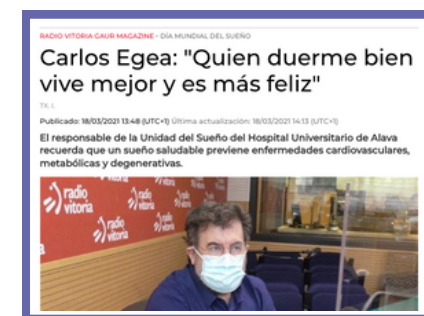 RADIO VITORIA GAUR MAGAZINE - DÍA MUNDIAL DEL SUEÑO
Carlos Egea: "Quien duerme bien
vive mejor y es más feliz"
TX. L
Publicado: 18/03/2021 13:48 (UTC+1) Última actualización: 18/03/2021 14:13 (UTC+1)
El responsable de la Unidad del Sueño del Hospital Universitario de Alava
recuerda que un sueño saludable previene enfermedades cardiovasculares,
metabólicas y degenerativas.
radio
vitoria
radio
vitoria
radio
vitoria